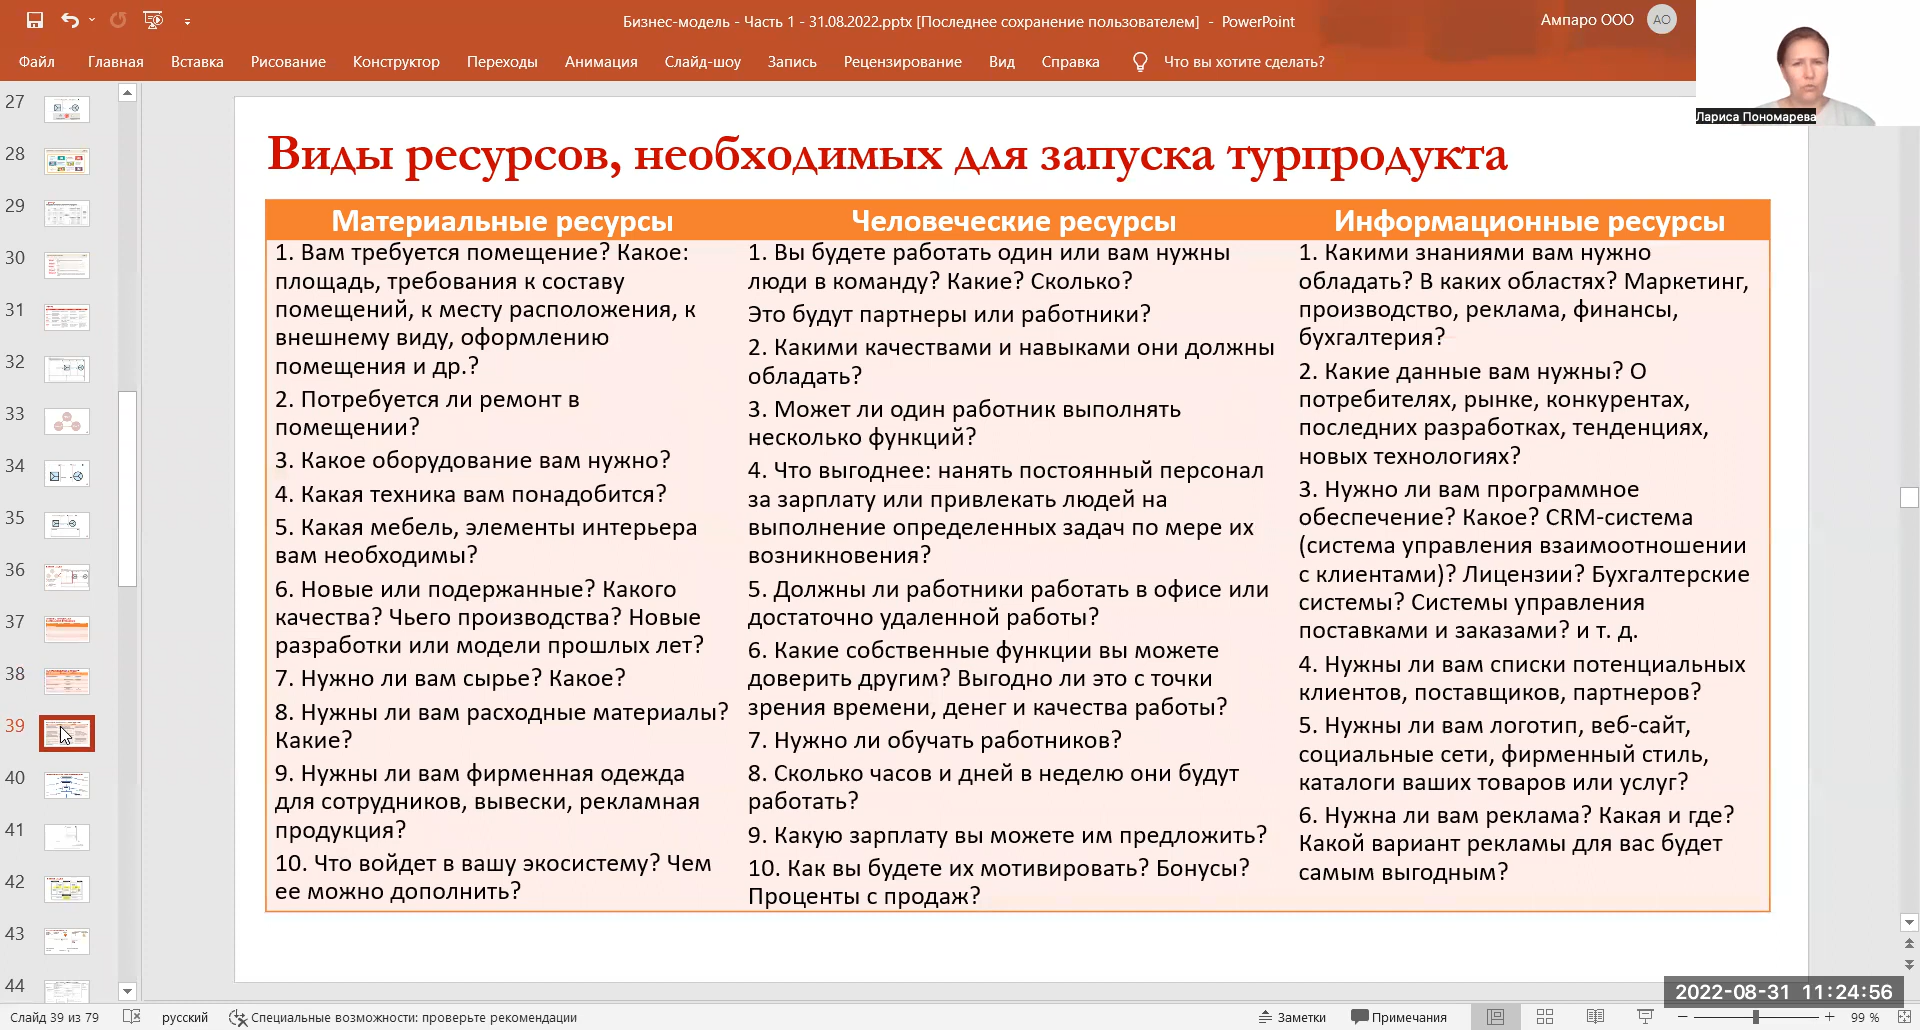 Бизнес-модель - Часть 1 - 31.08.2022.pptx [Последнее сохранение пользователем] - PowerPoint
Ампаро ООО
АО
Файл
Главная
Вставка
Рисование
Конструктор
Переходы
Анимация
Слайд-шоу
Запись
Рецензирование
Вид
Справка
Что вы хотите сделать?
Лариса Пономарева
27
28
29
30
31
32
33
34
35
36
37
38
39
40
41
42
43
44
Виды ресурсов, необходимых для запуска турпродукта
Материальные ресурсы
1. Вам требуется помещение? Какое:
площадь, требования к составу
помещений, к месту расположения, к
внешнему виду, оформлению
помещения и др.?
2. Потребуется ли ремонт в
помещении?
3. Какое оборудование вам нужно?
4. Какая техника вам понадобится?
5. Какая мебель, элементы интерьера
вам необходимы?
6. Новые или подержанные? Какого
качества? Чьего производства? Новые
разработки или модели прошлых лет?
7. Нужно ли вам сырье? Какое?
8. Нужны ли вам расходные материалы?
Какие?
9. Нужны ли вам фирменная одежда
для сотрудников, вывески, рекламная
продукция?
10. Что войдет в вашу экосистему? Чем
ее можно дополнить?
Человеческие ресурсы
1. Вы будете работать один или вам нужны
люди в команду? Какие? Сколько?
Это будут партнеры или работники?
2. Какими качествами и навыками они должны
обладать?
3. Может ли один работник выполнять
несколько функций?
4. Что выгоднее: нанять постоянный персонал
за зарплату или привлекать людей на
выполнение определенных задач по мере их
возникновения?
5. Должны ли работники работать в офисе или
достаточно удаленной работы?
6. Какие собственные функции вы можете
доверить другим? Выгодно ли это с точки
зрения времени, денег и качества работы?
7. Нужно ли обучать работников?
8. Сколько часов и дней в неделю они будут
работать?
9. Какую зарплату вы можете им предложить?
10. Как вы будете их мотивировать? Бонусы?
Проценты с продаж?
Информационные ресурсы
1. Какими знаниями вам нужно
обладать? В каких областях? Маркетинг,
производство, реклама, финансы,
бухгалтерия?
2. Какие данные вам нужны? О
потребителях, рынке, конкурентах,
последних разработках, тенденциях,
новых технологиях?
3. Нужно ли вам программное
обеспечение? Какое? CRM-система
(система управления взаимоотношении
с клиентами)? Лицензии? Бухгалтерские
системы? Системы управления
поставками и заказами? и т. д.
4. Нужны ли вам списки потенциальных
клиентов, поставщиков, партнеров?
5. Нужны ли вам логотип, веб-сайт,
социальные сети, фирменный стиль,
каталоги ваших товаров или услуг?
6. Нужна ли вам реклама? Какая и где?
Какой вариант рекламы для вас будет
самым выгодным?
2022-08-31 11:24:56
Слайд 39 из 79
русский
Специальные возможности: проверьте рекомендации
Заметки
Примечания
99 %